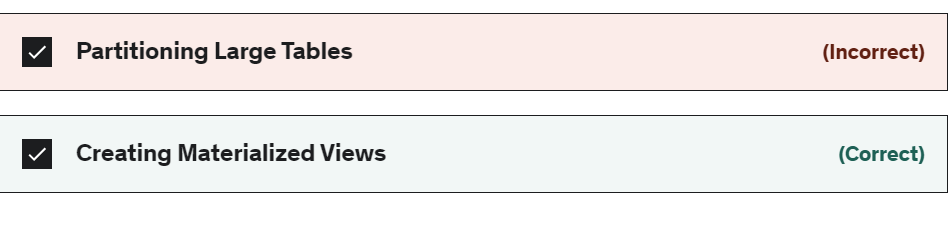 Partitioning Large Tables (Incorrect)
Creating Materialized Views (Correct)